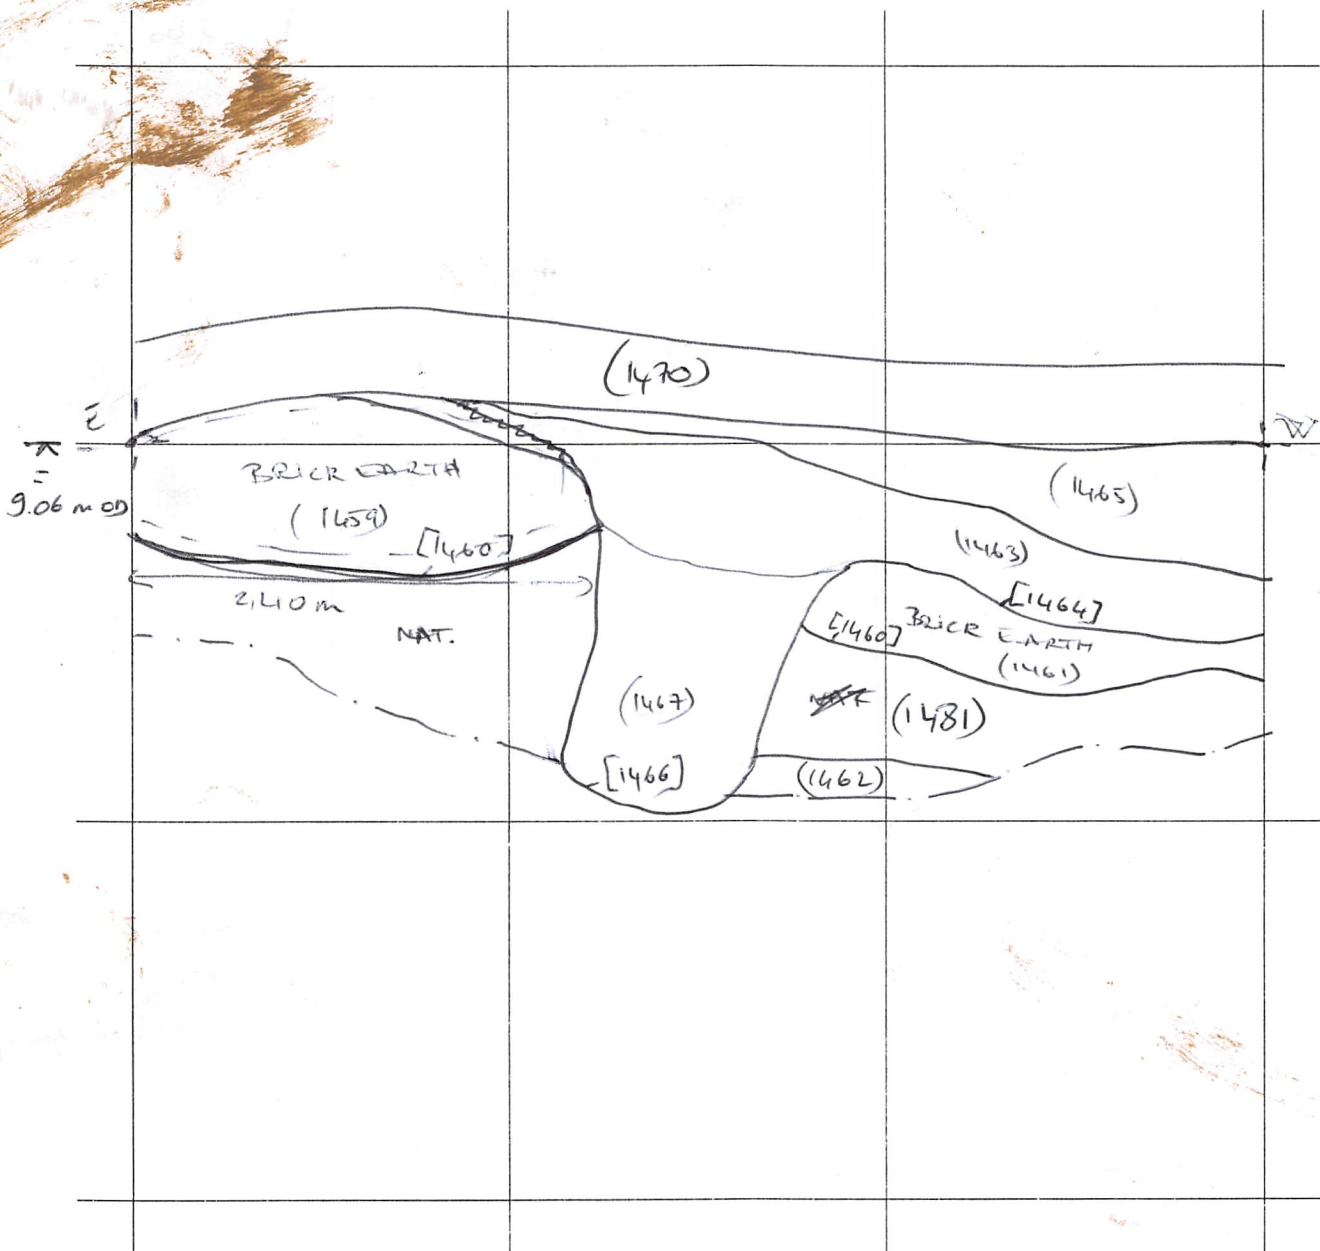 (1470)
E
W
9.06 m OD
BRICK EARTH
(1459)
[1460]
2,40 m
NAT.
(1465)
(1463)
[1464]
[1460]
BRICK EARTH
(1461)
(1467)
NAT
(1481)
[1466]
(1462)